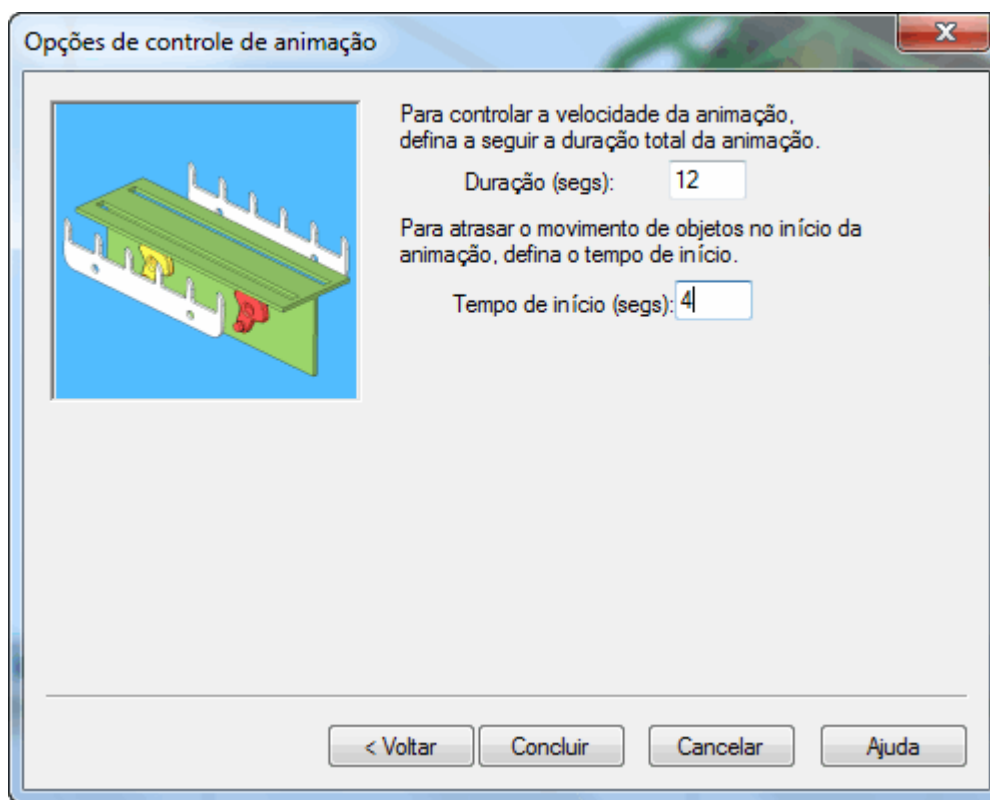 Opções de controle de animação
Para controlar a velocidade da animação,
defina a seguir a duração total da animação.
Duração (segs): 12
Para atrasar o movimento de objetos no início da
animação, defina o tempo de início.
Tempo de início (segs): 4
< Voltar Concluir Cancelar Ajuda